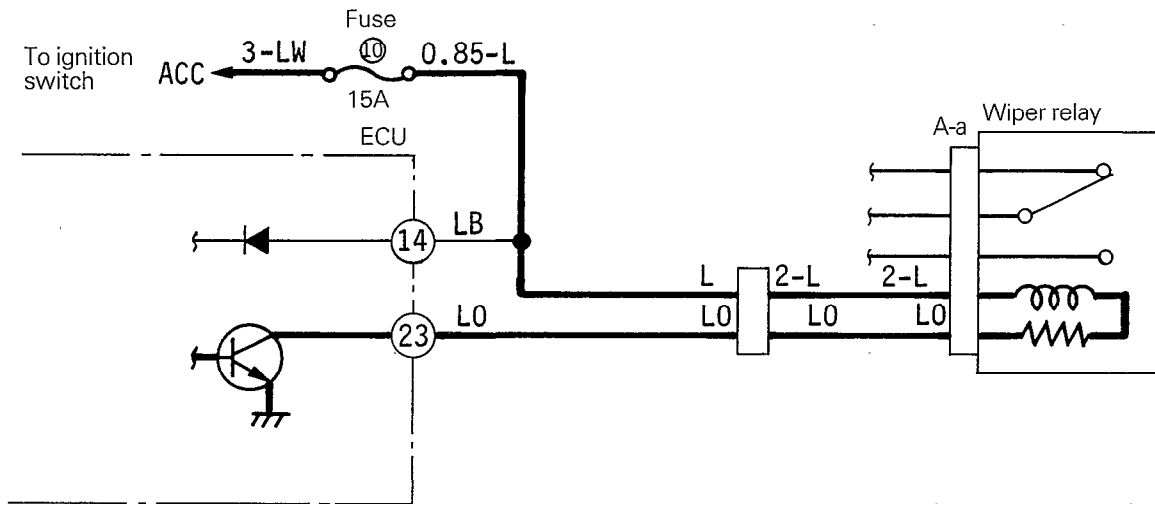 Fuse
To ignition
switch
ACC
3-LW
10
0.85-L
15A
ECU
A-a
Wiper relay
14
LB
L
2-L
2-L
23
LO
LO
LO
LO